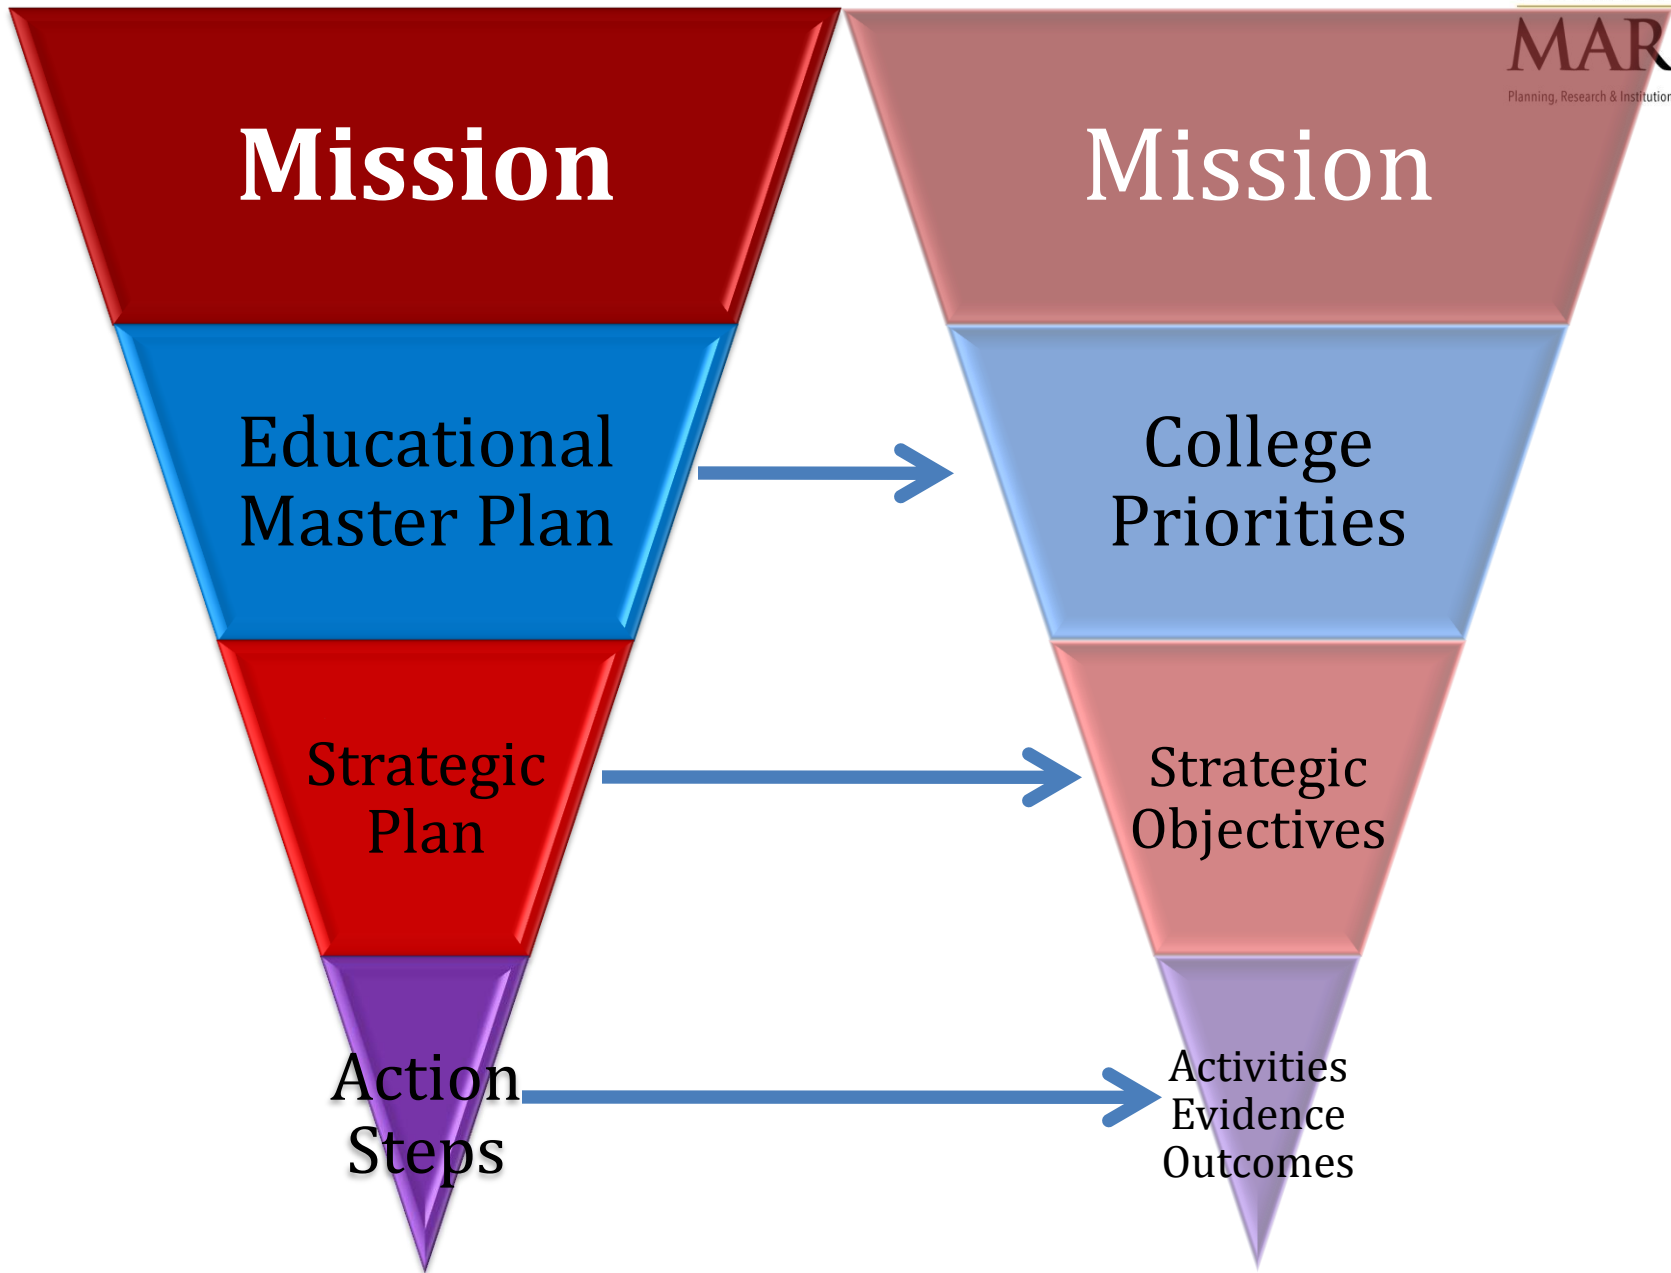 Mission
Educational
Master Plan
Strategic
Plan
Action
Steps
Mission
College
Priorities
Strategic
Objectives
Activities
Evidence
Outcomes
MAR
Planning, Research & Institution